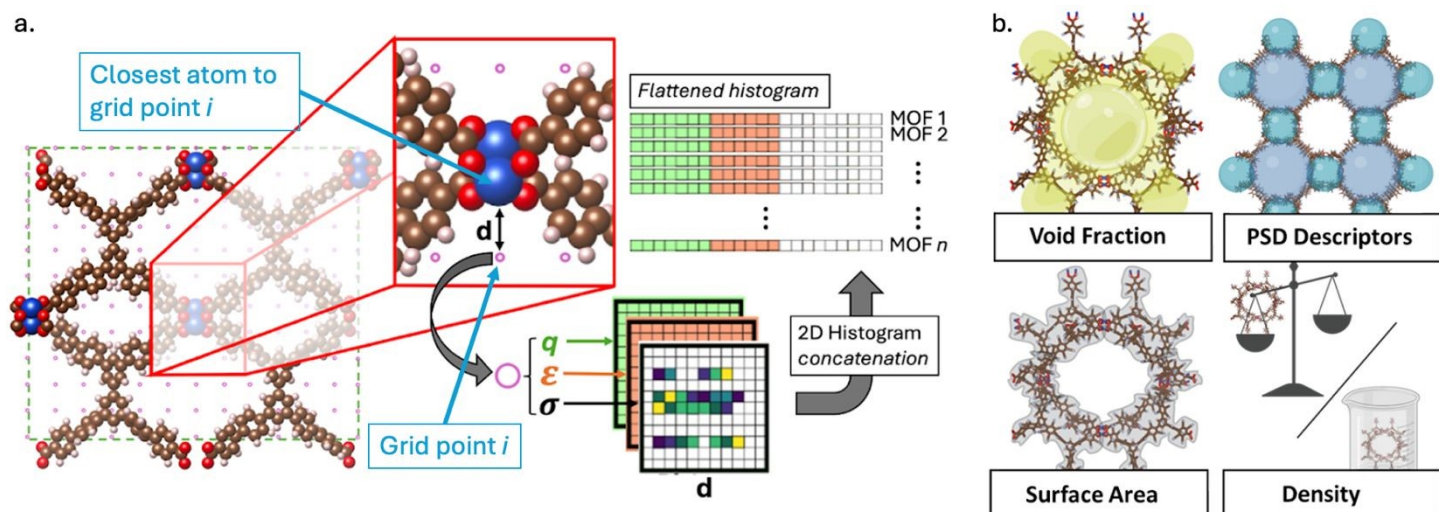 a.
Closest atom to
grid point i
d
Flattened histogram
MOF 1
MOF 2
⋮
⋮
⋮
MOF n
q
ε
σ
2D Histogram
concatenation
Grid point i
d
b.
Void Fraction
PSD Descriptors
Surface Area
Density